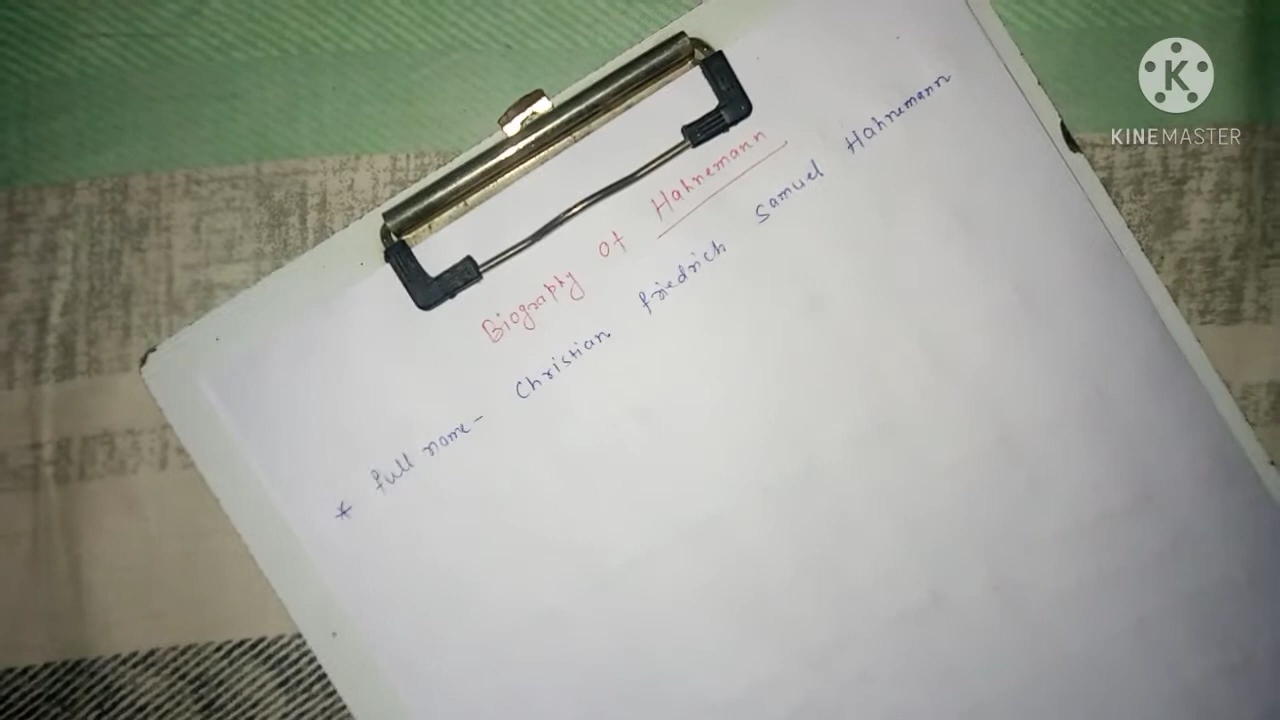 Biography of Hahnemann
* full name - Christian friedrich Samuel Hahnemann
KINEMASTER